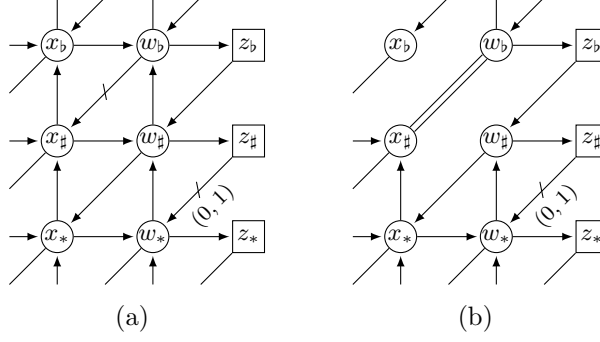 x♭ w♭ z♭ x♭ w♭ z♭
x♯ w♯ z♯ x♯ w♯ z♯
(0, 1) (0, 1)
x∗ w∗ z∗ x∗ w∗ z∗
(a) (b)